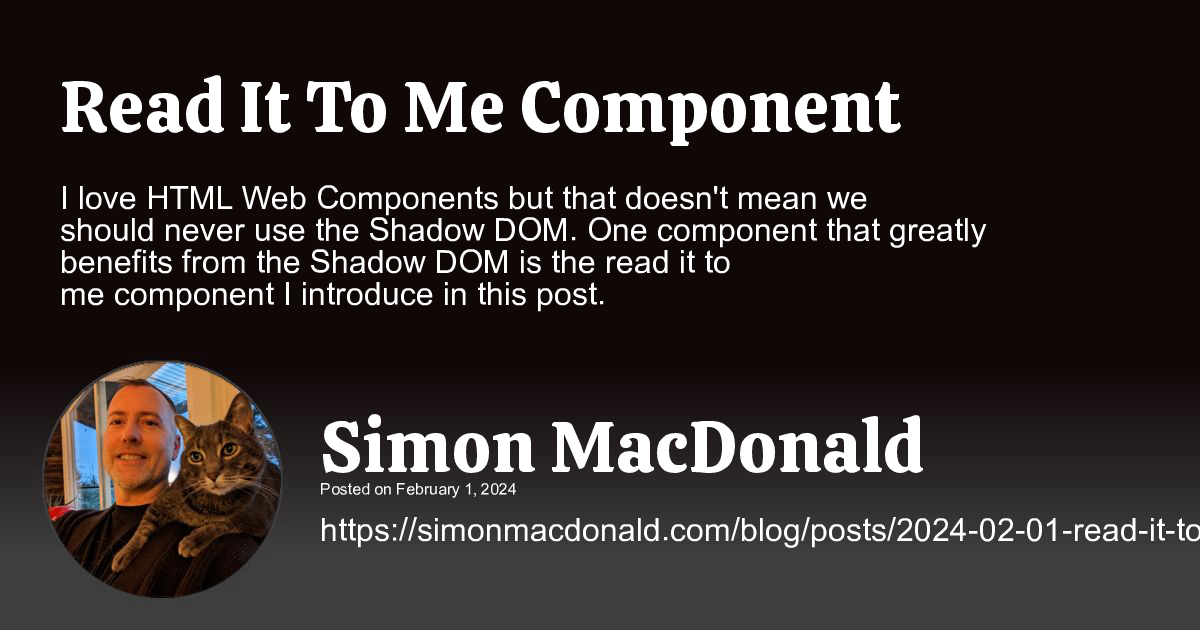 Read It To Me Component
I love HTML Web Components but that doesn't mean we
should never use the Shadow DOM. One component that greatly
benefits from the Shadow DOM is the read it to
me component I introduce in this post.
Simon MacDonald
Posted on February 1, 2024
https://simonmacdonald.com/blog/posts/2024-02-01-read-it-to